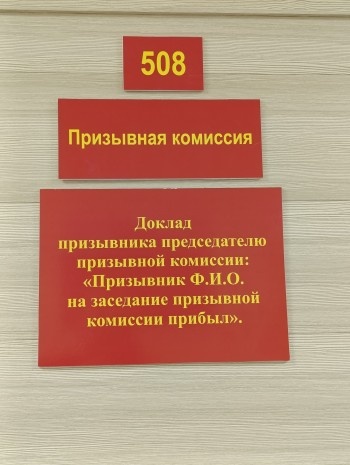 508
Призывная комиссия
Доклад
призывника председателю
призывной комиссии:
«Призывник Ф.И.О.
на заседание призывной
комиссии прибыл».